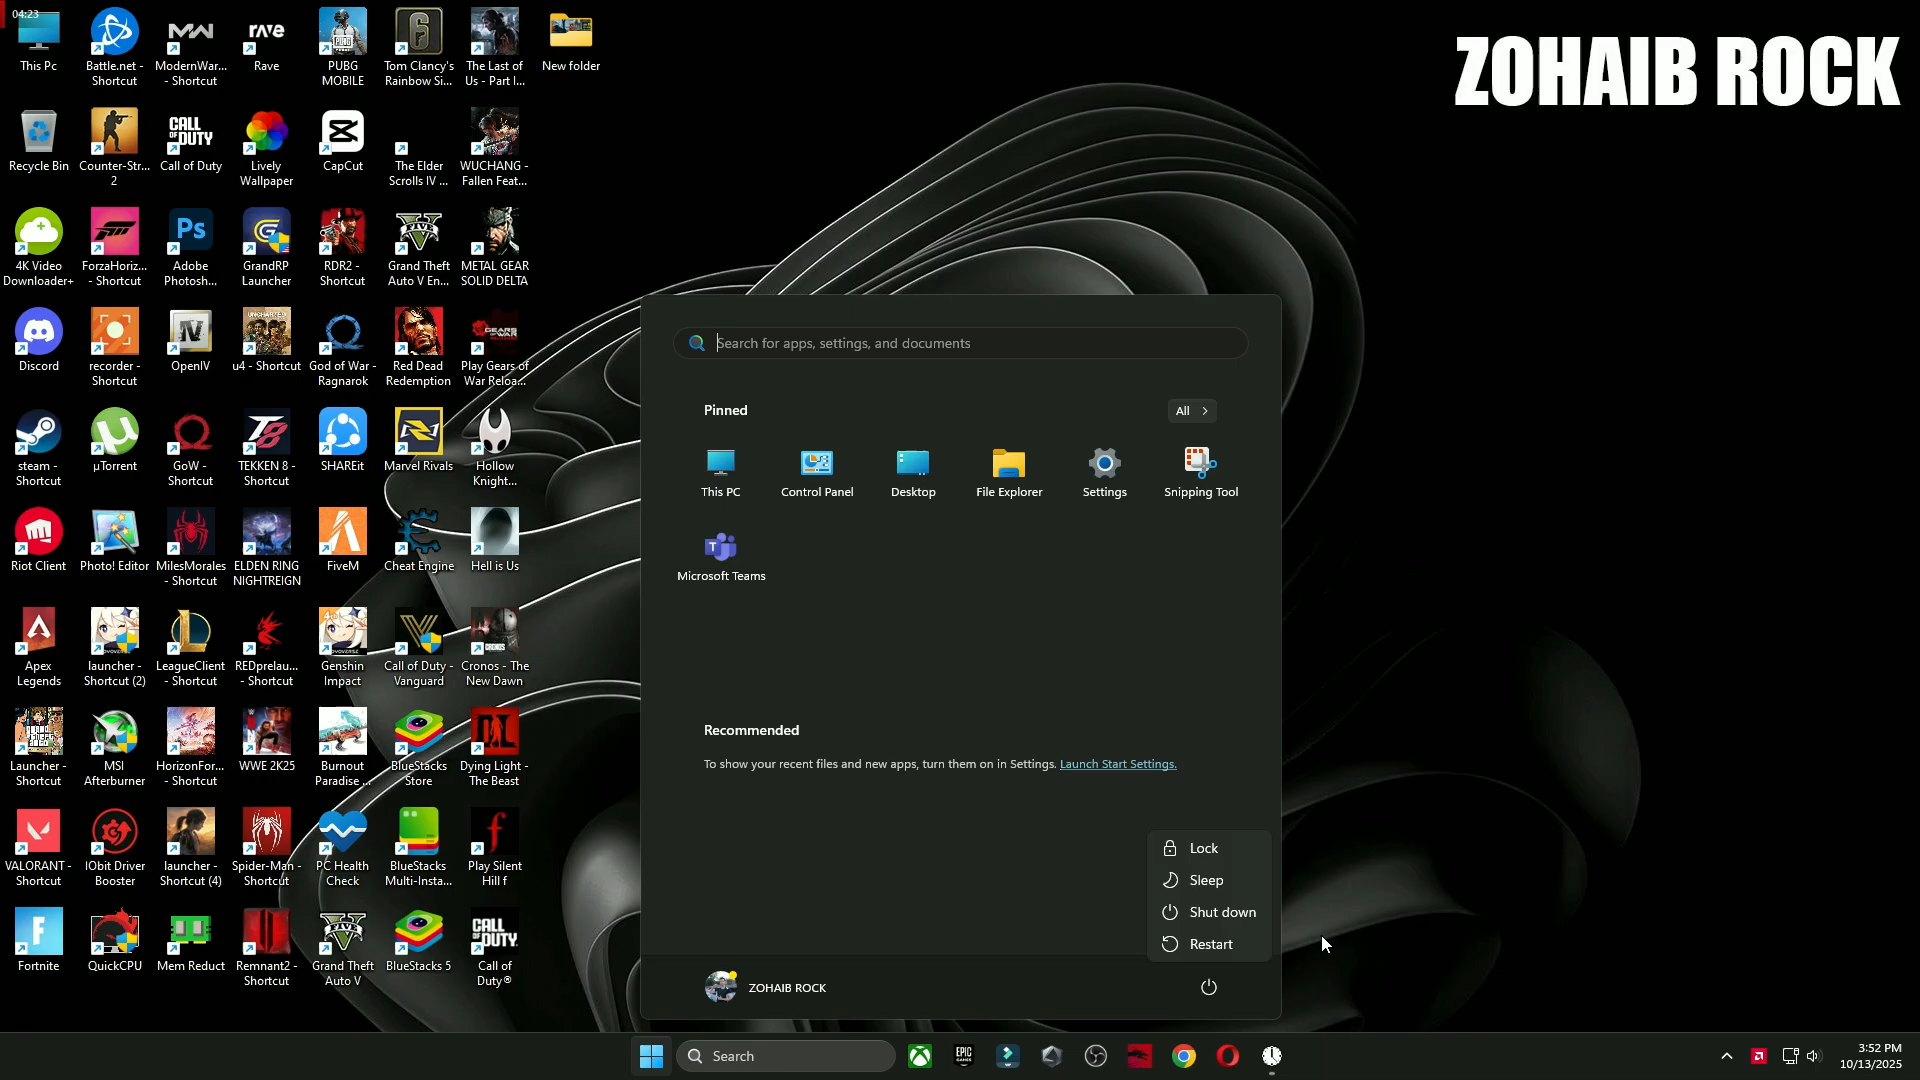 04:23
ZOHAIB ROCK
This Pc
Battle.net -
Shortcut
ModernWar...
- Shortcut
Rave
PUBG
MOBILE
Tom Clancy's
Rainbow Si...
The Last of
Us - Part I...
New folder
Recycle Bin
Counter-Str...
2
Call of Duty
Lively
Wallpaper
CapCut
The Elder
Scrolls IV ...
WUCHANG -
Fallen Feat...
4K Video
Downloader+
ForzaHoriz...
- Shortcut
Adobe
Photosh...
GrandRP
Launcher
RDR2 -
Shortcut
Grand Theft
Auto V En...
METAL GEAR
SOLID DELTA
Discord
recorder -
Shortcut
OpenIV
u4 - Shortcut
God of War -
Ragnarok
Red Dead
Redemption
Play Gears of
War Reloa...
steam -
Shortcut
µTorrent
GoW -
Shortcut
TEKKEN 8 -
Shortcut
SHAREit
Marvel Rivals
Hollow
Knight...
Riot Client
Photo! Editor
MilesMorales
- Shortcut
ELDEN RING
NIGHTREIGN
FiveM
Cheat Engine
Hell is Us
Apex
Legends
launcher -
Shortcut (2)
LeagueClient
- Shortcut
REDprelau...
- Shortcut
Genshin
Impact
Call of Duty -
Vanguard
Cronos - The
New Dawn
Launcher -
Shortcut
MSI
Afterburner
HorizonFor...
- Shortcut
WWE 2K25
Burnout
Paradise ...
BlueStacks
Store
Dying Light -
The Beast
VALORANT -
Shortcut
IObit Driver
Booster
launcher -
Shortcut (4)
Spider-Man -
Shortcut
PC Health
Check
BlueStacks
Multi-Insta...
Play Silent
Hill f
Fortnite
QuickCPU
Mem Reduct
Remnant2 -
Shortcut
Grand Theft
Auto V
BlueStacks 5
Call of
Duty®
Search for apps, settings, and documents
Pinned
All
This PC
Control Panel
Desktop
File Explorer
Settings
Snipping Tool
Microsoft Teams
Recommended
To show your recent files and new apps, turn them on in Settings. Launch Start Settings.
Lock
Sleep
Shut down
Restart
ZOHAIB ROCK
Search
3:52 PM
10/13/2025